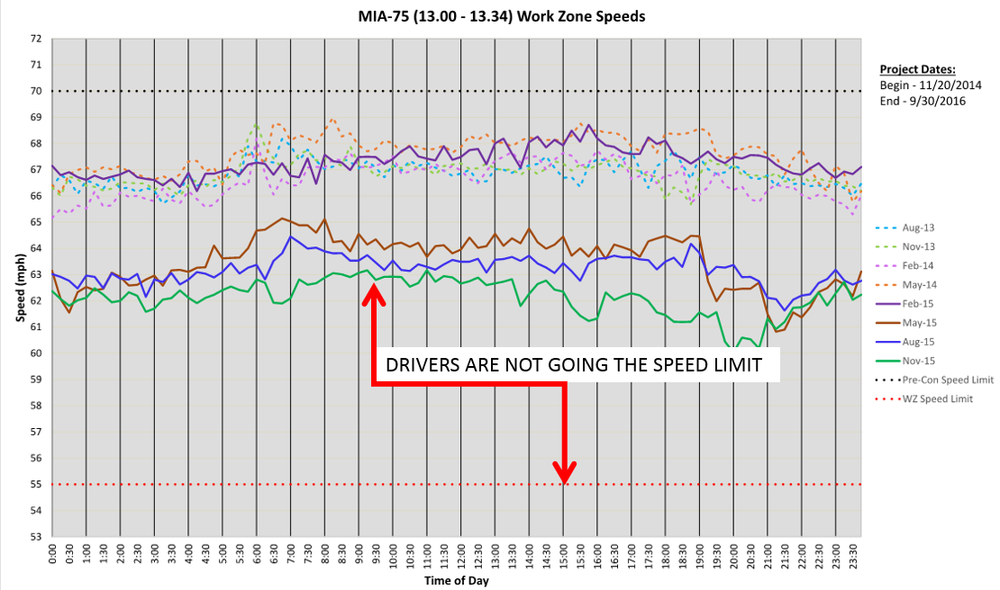 MIA-75 (13.00 - 13.34) Work Zone Speeds
Project Dates:
Begin - 11/20/2014
End - 9/30/2016
Speed (mph)
72
71
70
69
68
67
66
65
64
63
62
61
60
59
58
57
56
55
54
53
DRIVERS ARE NOT GOING THE SPEED LIMIT
Aug-13
Nov-13
Feb-14
May-14
Feb-15
May-15
Aug-15
Nov-15
Pre-Con Speed Limit
WZ Speed Limit
0:00 0:30 1:00 1:30 2:00 2:30 3:00 3:30 4:00 4:30 5:00 5:30 6:00 6:30 7:00 7:30 8:00 8:30 9:00 9:30 10:00 10:30 11:00 11:30 12:00 12:30 13:00 13:30 14:00 14:30 15:00 15:30 16:00 16:30 17:00 17:30 18:00 18:30 19:00 19:30 20:00 20:30 21:00 21:30 22:00 22:30 23:00 23:30
Time of Day